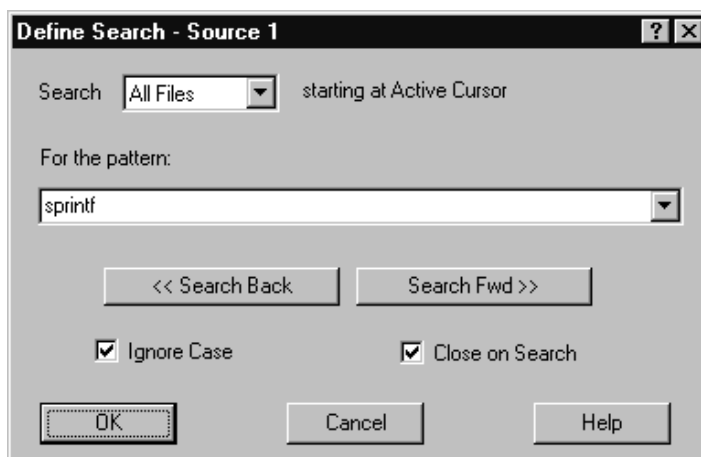 Define Search - Source 1
Search All Files starting at Active Cursor
For the pattern:
sprintf
<< Search Back Search Fwd >>
Ignore Case Close on Search
OK Cancel Help